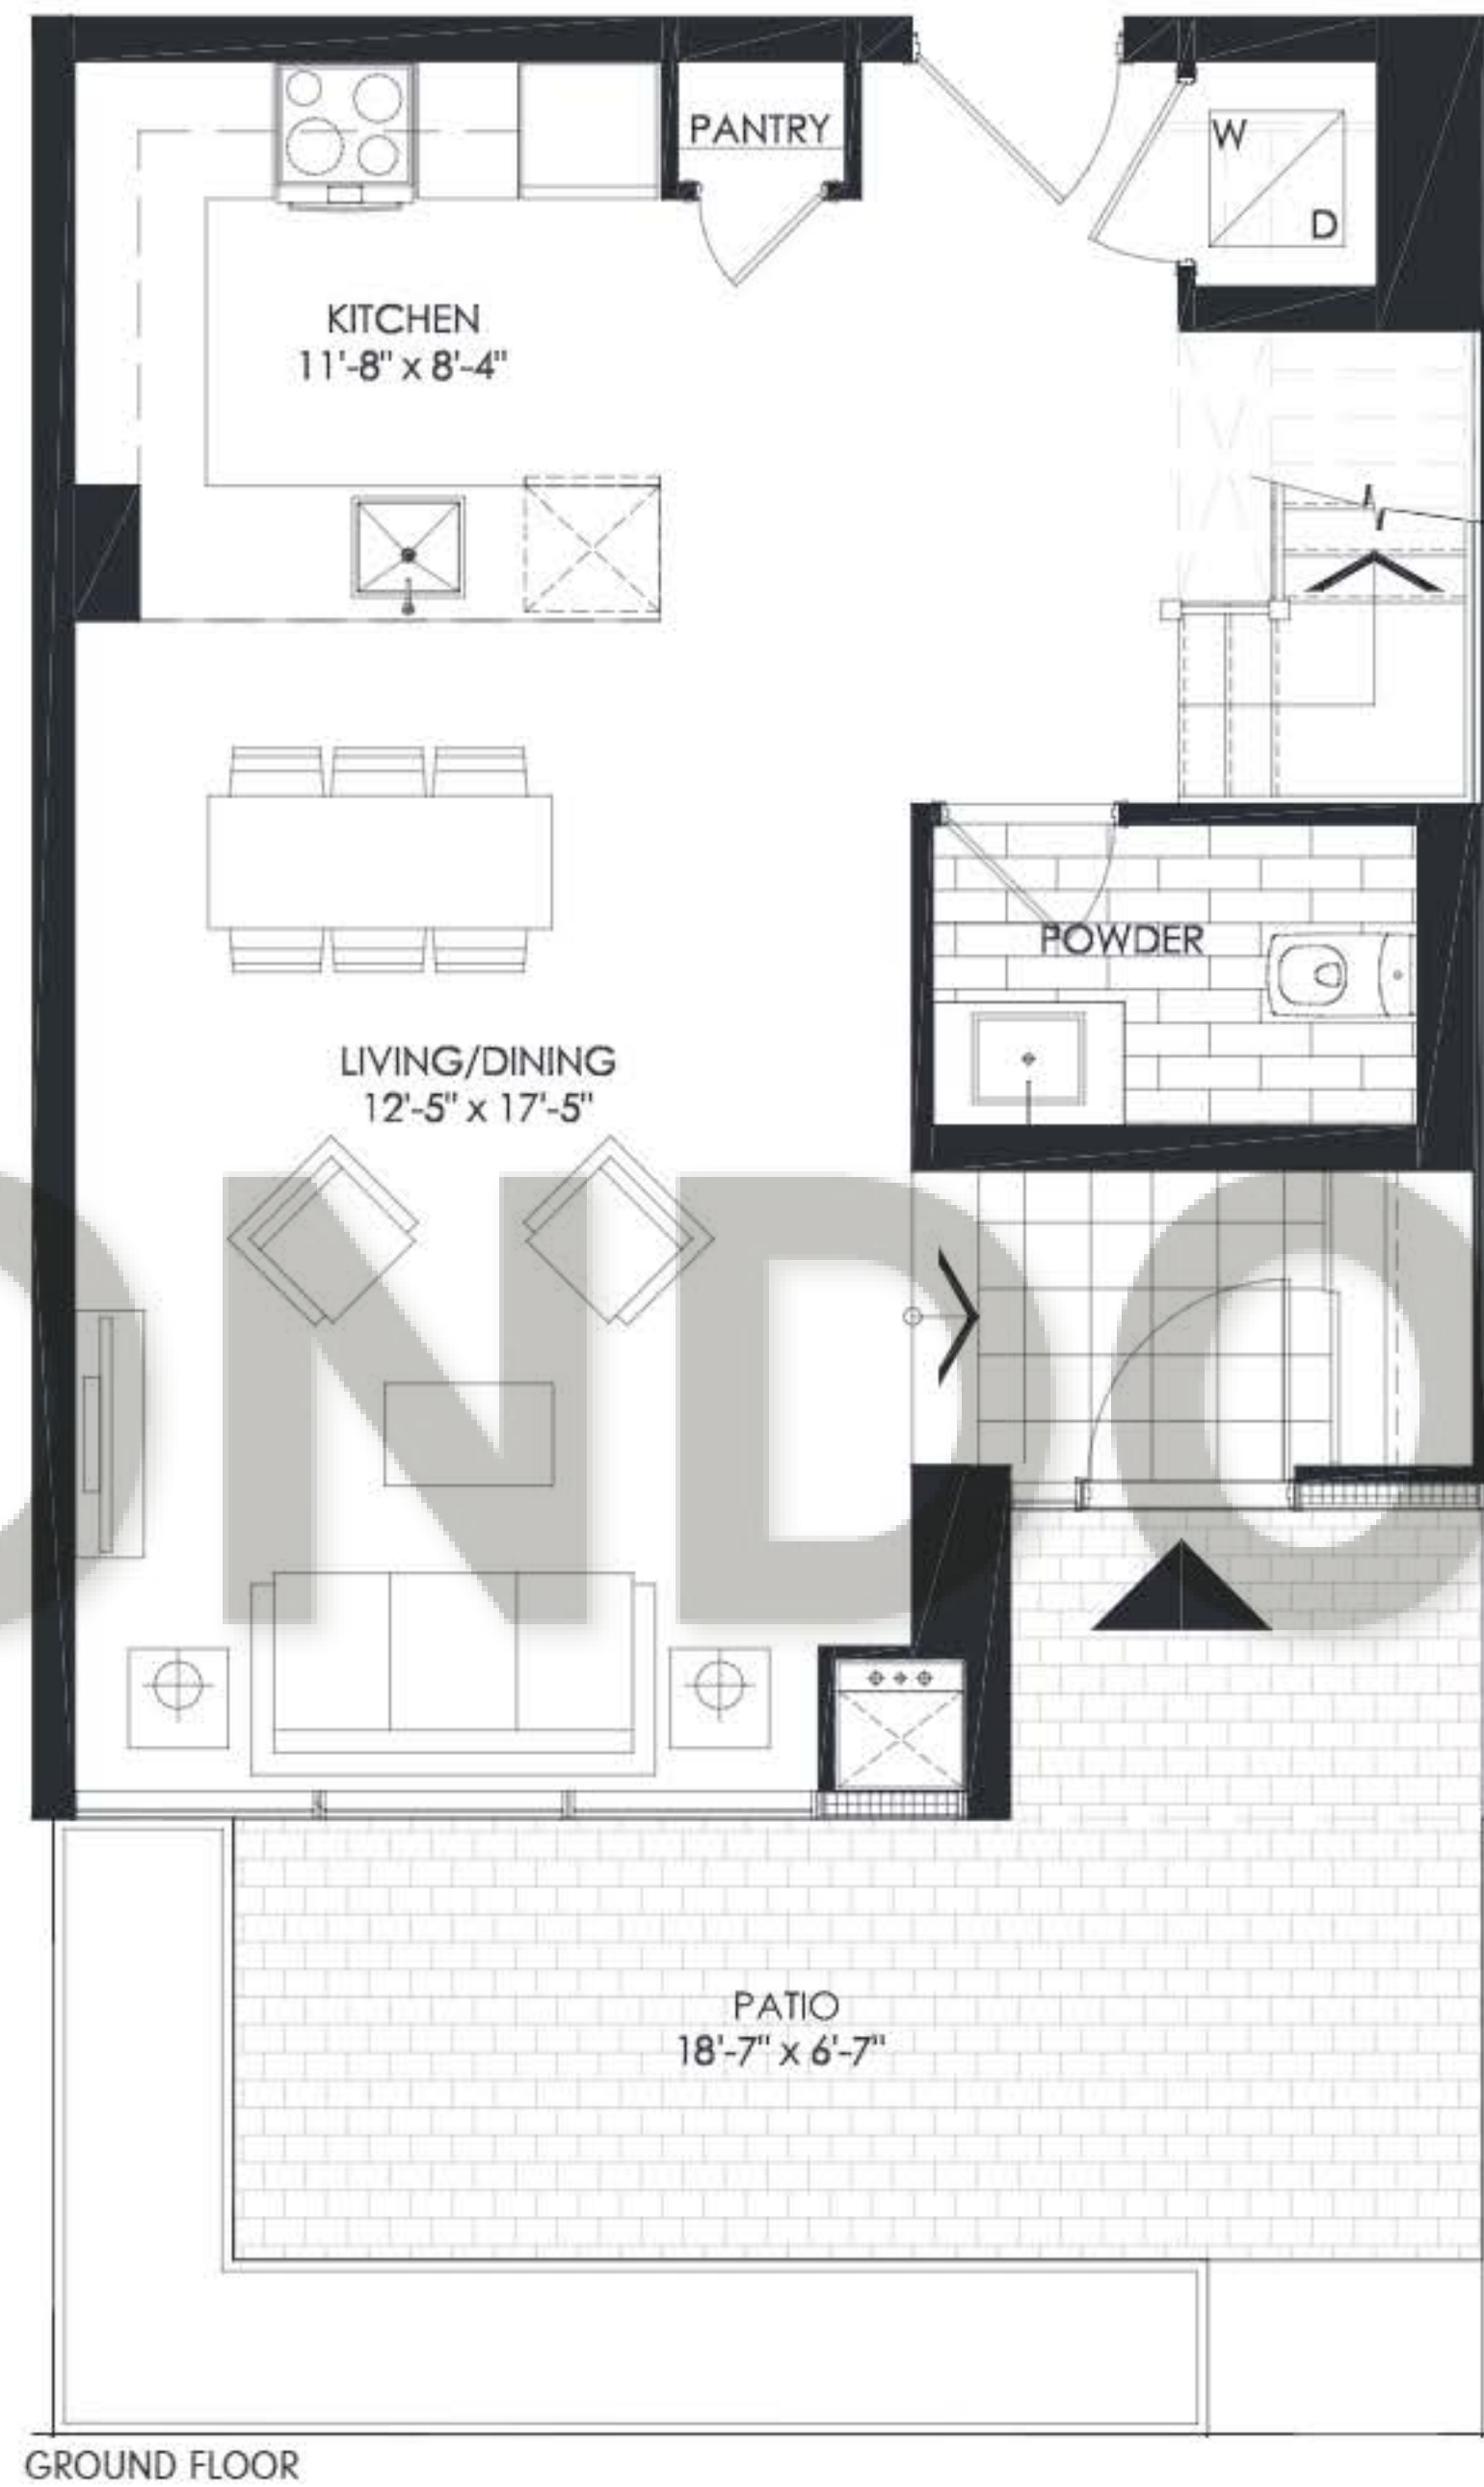 PANTRY
W
D
KITCHEN
11'-8" x 8'-4"
POWDER
LIVING/DINING
12'-5" x 17'-5"
ONDO
PATIO
18'-7" x 6'-7"
GROUND FLOOR